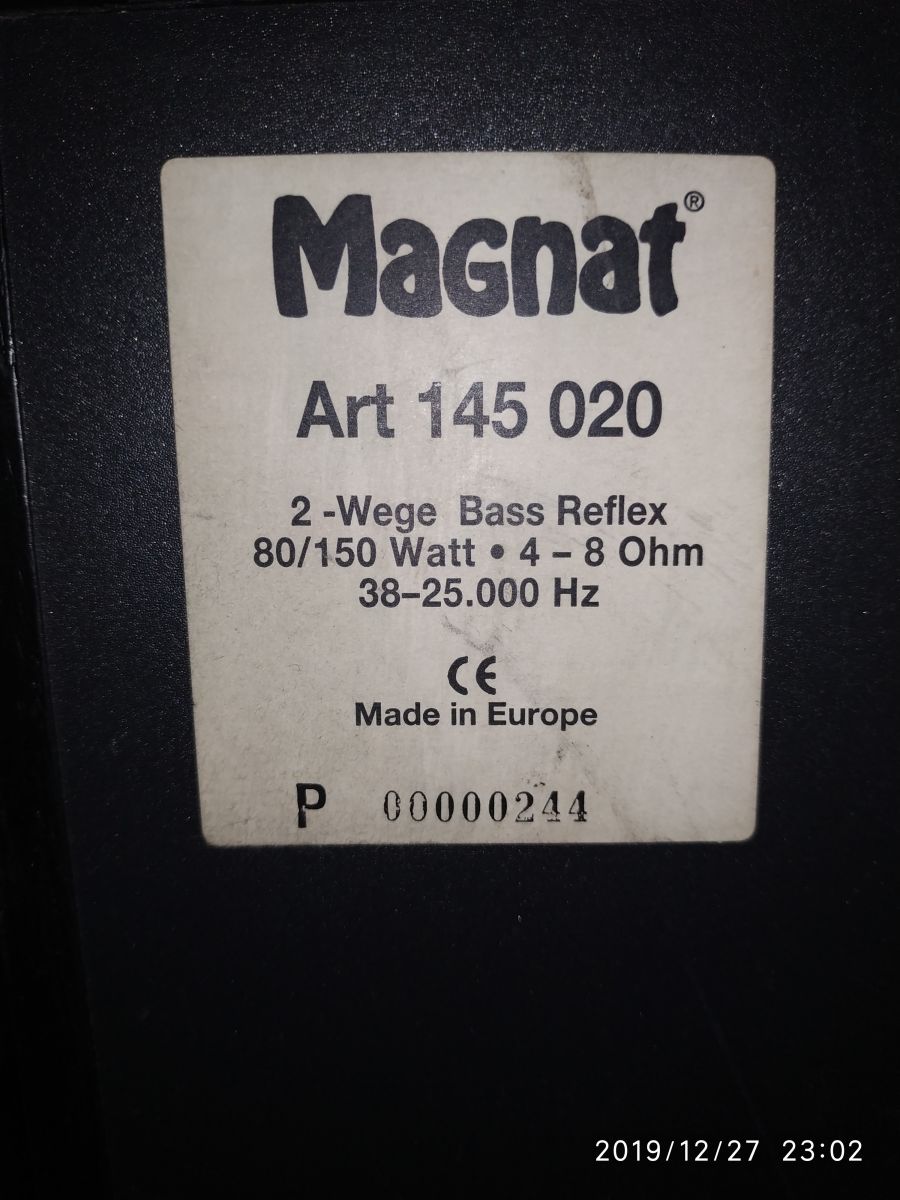 Magnat®
Art 145 020
2 -Wege Bass Reflex
80/150 Watt • 4 – 8 Ohm
38–25.000 Hz
CE
Made in Europe
P 00000244
2019/12/27 23:02